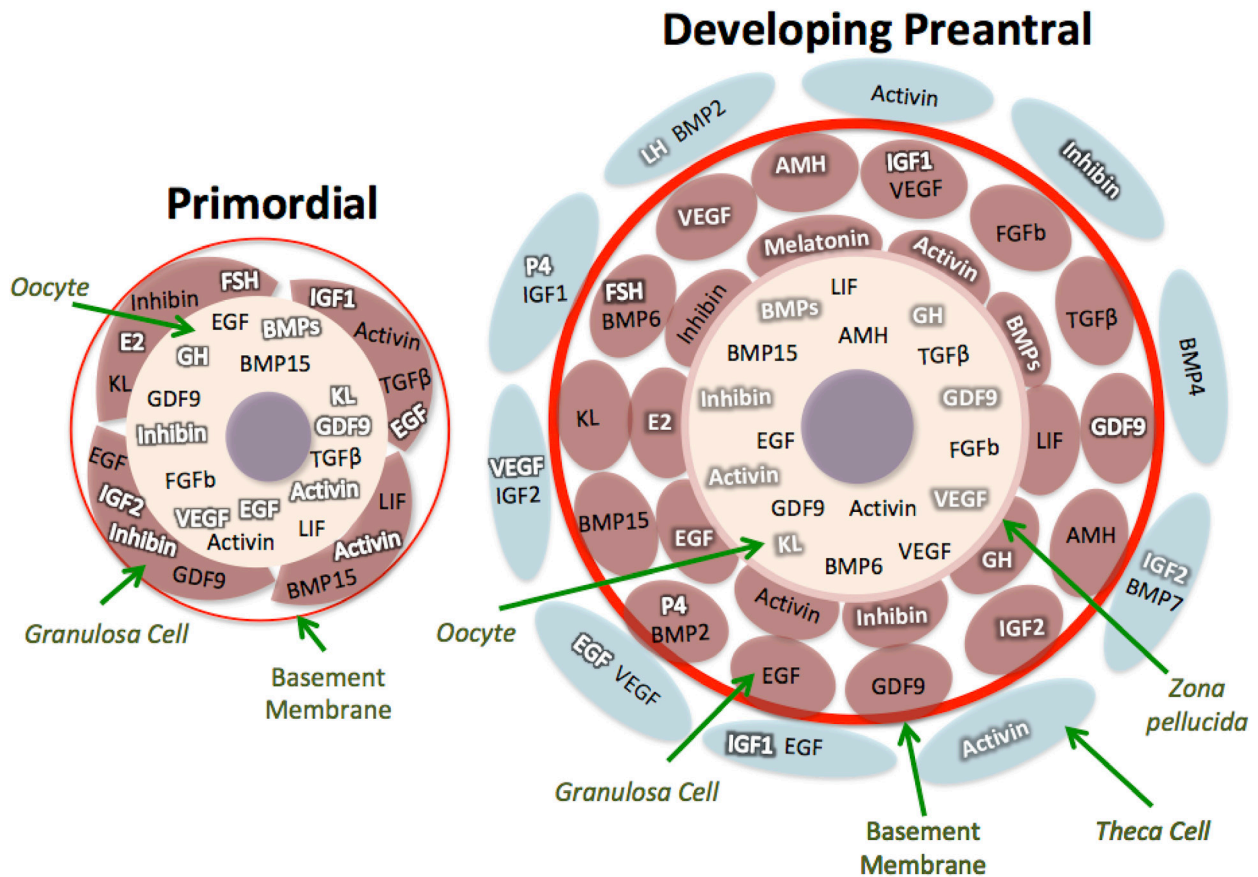 Developing Preantral
Primordial
Oocyte
Inhibin
FSH
IGF1
E2
EGF
BMPs
Activin
GH
BMP15
KL
TGFβ
GDF9
KL
EGF
Inhibin
GDF9
EGF
TGFβ
FGFb
Activin
LIF
IGF2
VEGF
EGF
Inhibin
Activin
LIF
Activin
GDF9
BMP15
Granulosa Cell
Basement
Membrane
LH BMP2
Activin
Inhibin
P4
IGF1
BMP4
VEGF
IGF2
IGF2
BMP7
EGF VEGF
IGF1 EGF
Activin
AMH
IGF1
VEGF
VEGF
FGFb
FSH
BMP6
TGFβ
KL
GDF9
BMP15
AMH
P4
BMP2
IGF2
EGF
GDF9
Melatonin
Activin
Inhibin
BMPs
E2
LIF
EGF
GH
Activin
Inhibin
LIF
BMPs
GH
AMH
BMP15
TGFβ
Inhibin
GDF9
EGF
FGFb
Activin
VEGF
GDF9
Activin
KL
VEGF
BMP6
Oocyte
Zona
pellucida
Granulosa Cell
Basement
Membrane
Theca Cell